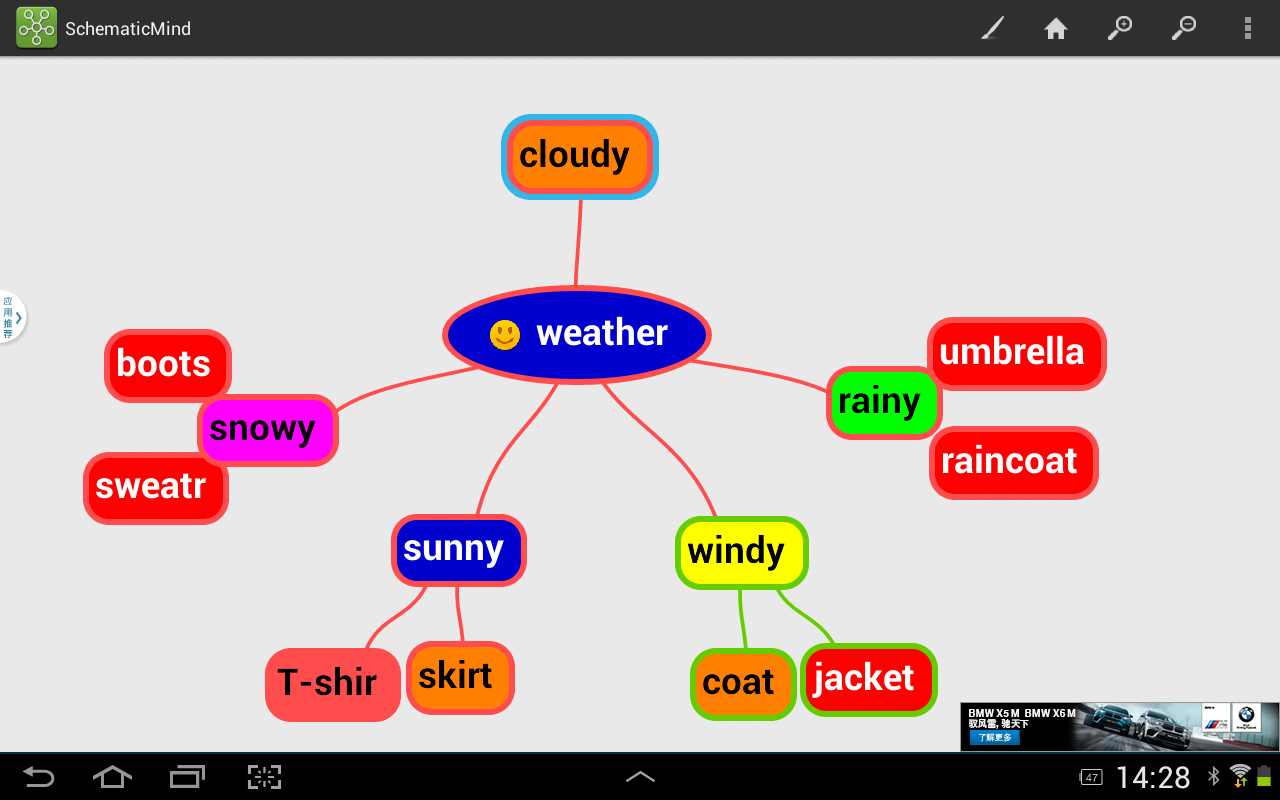 SchematicMind
cloudy
应用推荐
weather
boots
umbrella
rainy
snowy
raincoat
sweatr
sunny
windy
T-shir
skirt
coat
jacket
BMW X5 M BMW X6 M
驭风雷, 驰天下
了解更多
47
14:28